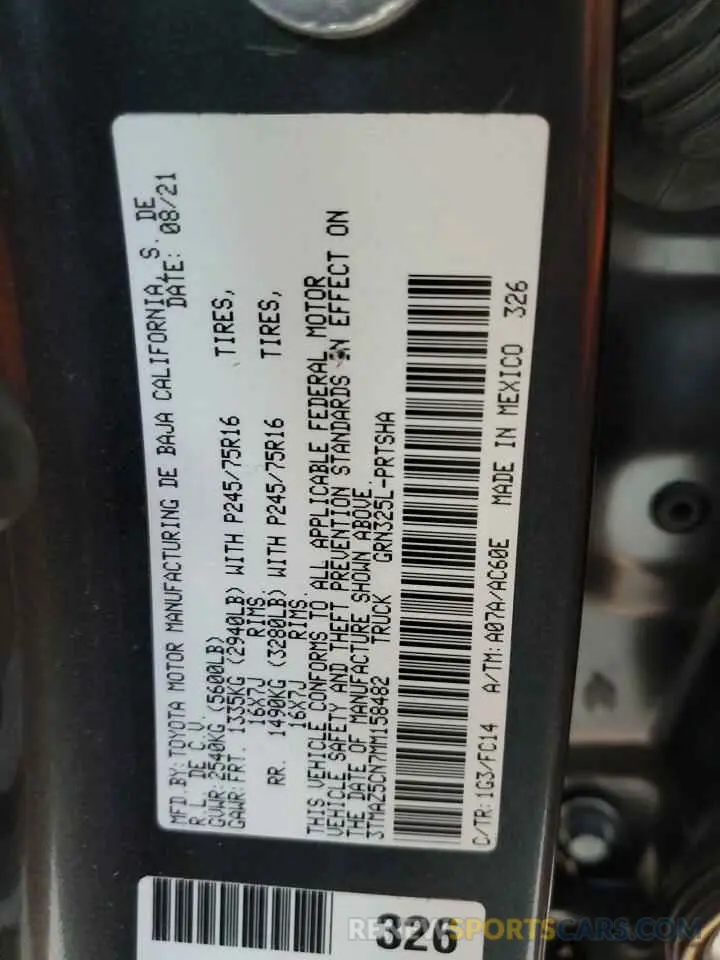 MFD.BY: TOYOTA MOTOR MANUFACTURING DE BAJA CALIFORNIA, S. DE
R. L. DE C.V. DATE: 08/21
GVWR: 2540KG (5600LB)
GAWR: FRT. 1335KG (2940LB) WITH P245/75R16 TIRES,
16X7J RIMS,
RR. 1490KG (3280LB) WITH P245/75R16 TIRES,
16X7J RIMS.
THIS VEHICLE CONFORMS TO ALL APPLICABLE FEDERAL MOTOR
VEHICLE SAFETY AND THEFT PREVENTION STANDARDS IN EFFECT ON
THE DATE OF MANUFACTURE SHOWN ABOVE.
3TMAZ5CN7MM158482 TRUCK GRN325L-PRTSHA
C/TR: 1G3/FC14 A/TM: A07A/AC60E MADE IN MEXICO 326
326
RENEWSPORTSCARS.COM